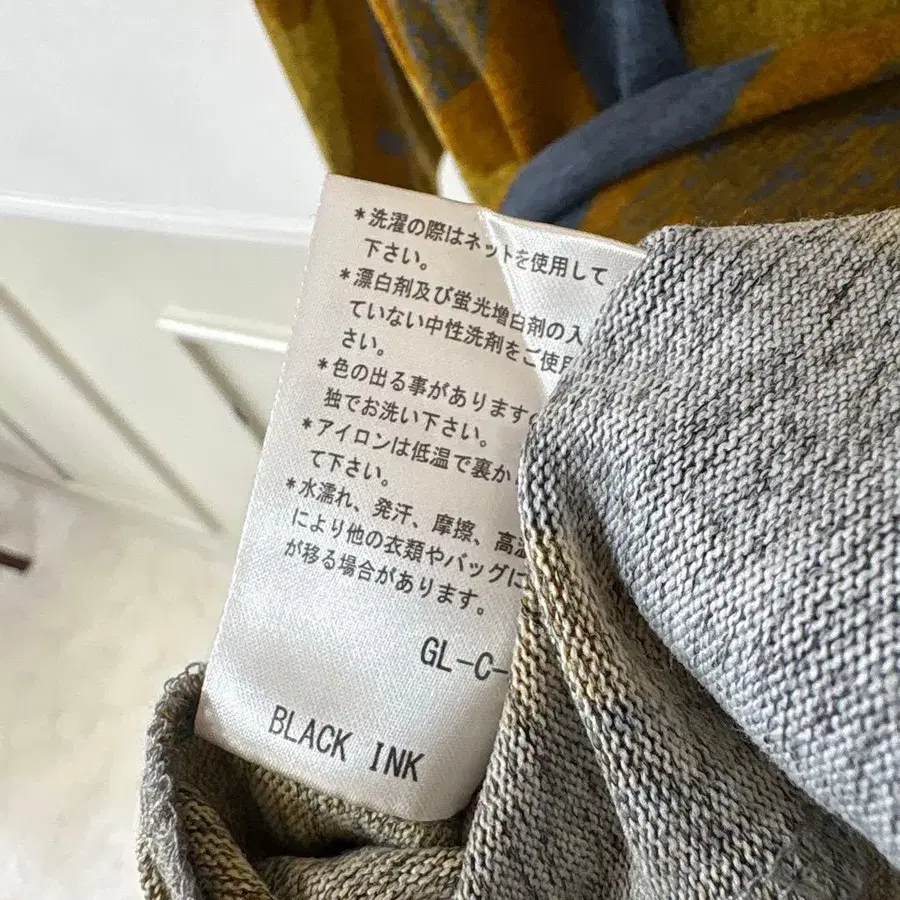 *洗濯の際はネットを使用して
下さい。
*漂白剤及び蛍光増白剤の入
ていない中性洗剤をご使用
さい。
*色の出る事がありますの
独でお洗い下さい。
*アイロンは低温で裏か
て下さい。
*水濡れ、発汗、摩擦、高温
により他の衣類やバッグに
が移る場合があります。
GL-C-
BLACK INK